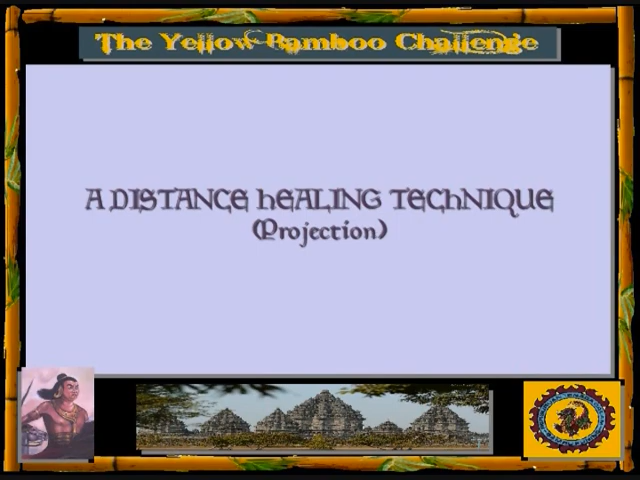 The Yellow Bamboo Challenge
A DISTANCE hEALING TEChNIQUE
(Projection)